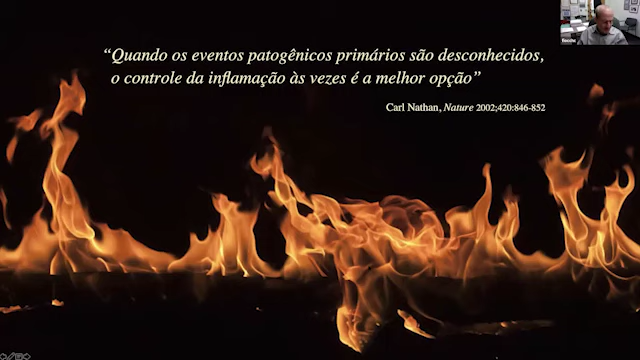 “Quando os eventos patogênicos primários são desconhecidos,
o controle da inflamação às vezes é a melhor opção”
Carl Nathan, Nature 2002;420:846-852